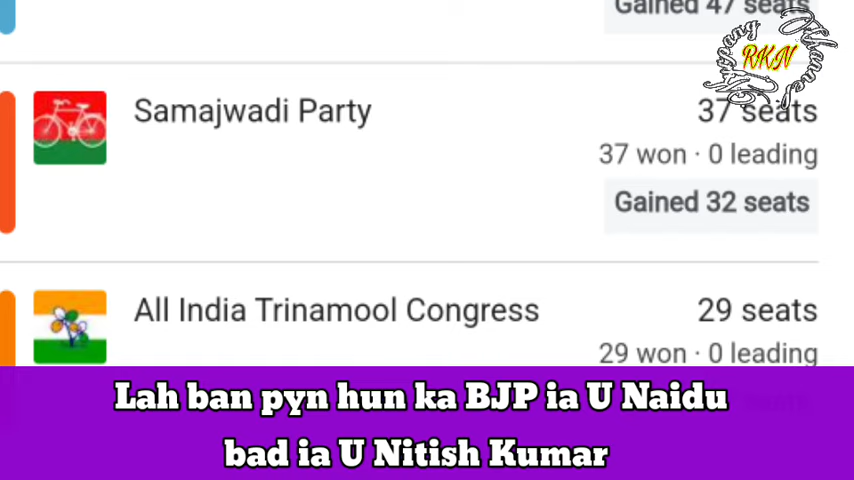 Gained 47 seats
RKN
Samajwadi Party
37 seats
37 won · 0 leading
Gained 32 seats
All India Trinamool Congress
29 seats
29 won · 0 leading
Lah ban pyn hun ka BJP ia U Naidu
bad ia U Nitish Kumar